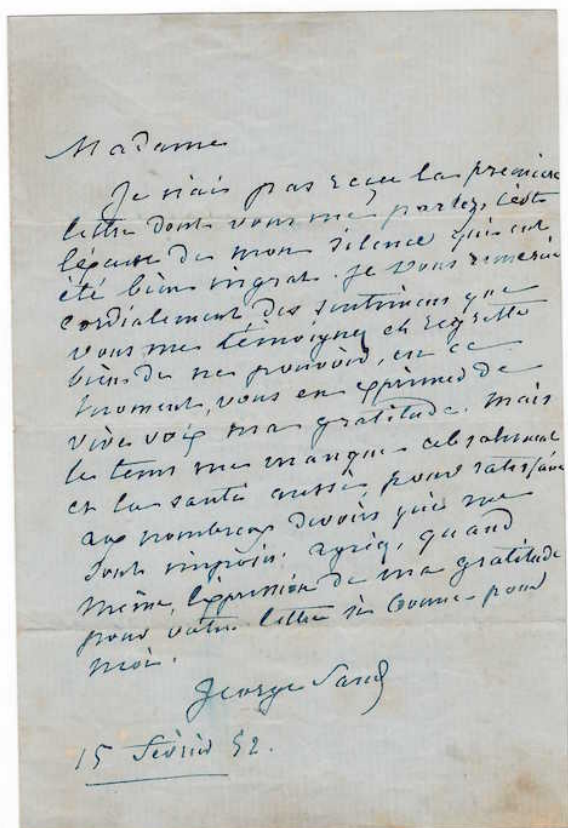 Madame
Je n'ai pas reçu la première
lettre dont vous me parlez, c'est
la cause de mon silence qui eut
été bien ingrat. Je vous remercie
cordialement des sentimens que
vous me témoignez et regrette
bien de ne pouvoir, en ce
moment, vous en exprimer de
vive voix ma gratitude. Mais
le tems me manque absolument
et la santé aussi, pour satisfaire
aux nombreux devoirs qui me
sont imposés. Agréez, quand
même, l'expression de ma gratitude
pour votre lettre si bonne pour
moi.
George Sand
15 février 52.